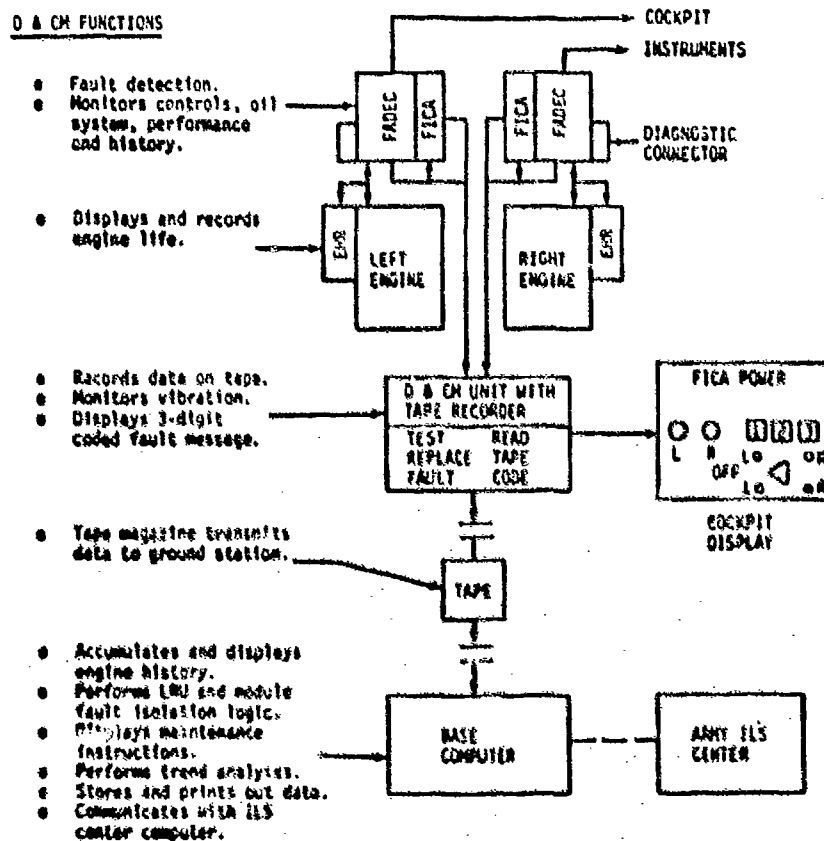 D & CM FUNCTIONS
COCKPIT
INSTRUMENTS
● Fault detection.
● Monitors controls, oil
system, performance
and history.
FADEC
FICA
FICA
FADEC
DIAGNOSTIC
CONNECTOR
● Displays and records
engine life.
EHR
LEFT
ENGINE
RIGHT
ENGINE
EHR
● Records data on tape.
● Monitors vibration.
● Displays 3-digit
coded fault message.
D & CM UNIT WITH
TAPE RECORDER
TEST READ
REPLACE TAPE
FAULT CODE
FICA POWER
1 2 3
L
OFF
L
COCKPIT
DISPLAY
● Tape magazine transmits
data to ground station.
TAPE
● Accumulates and displays
engine history.
● Performs LRU and module
fault isolation logic.
● Displays maintenance
instructions.
● Performs trend analyses.
● Stores and prints out data.
● Communicates with ILS
center computer.
BASE
COMPUTER
ARMY ILS
CENTER